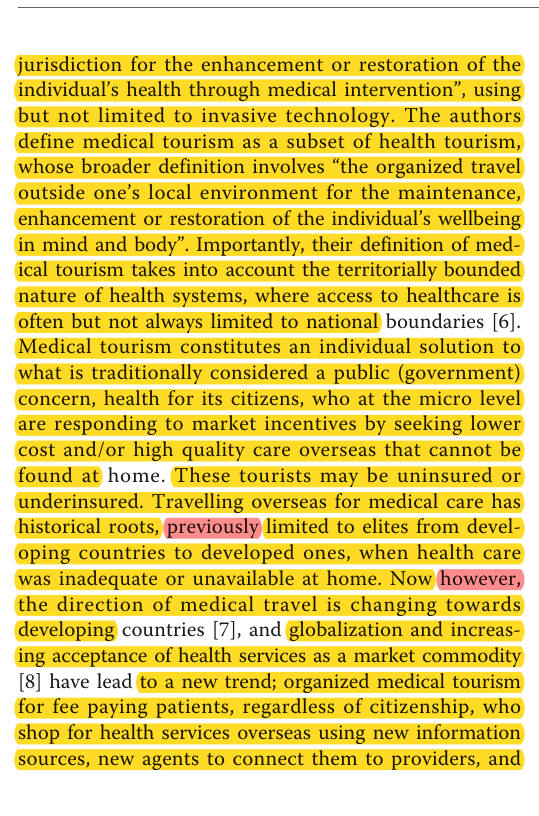 jurisdiction for the enhancement or restoration of the
individual’s health through medical intervention”, using
but not limited to invasive technology. The authors
define medical tourism as a subset of health tourism,
whose broader definition involves “the organized travel
outside one’s local environment for the maintenance,
enhancement or restoration of the individual’s wellbeing
in mind and body”. Importantly, their definition of med-
ical tourism takes into account the territorially bounded
nature of health systems, where access to healthcare is
often but not always limited to national boundaries [6].
Medical tourism constitutes an individual solution to
what is traditionally considered a public (government)
concern, health for its citizens, who at the micro level
are responding to market incentives by seeking lower
cost and/or high quality care overseas that cannot be
found at home. These tourists may be uninsured or
underinsured. Travelling overseas for medical care has
historical roots, previously limited to elites from devel-
oping countries to developed ones, when health care
was inadequate or unavailable at home. Now however,
the direction of medical travel is changing towards
developing countries [7], and globalization and increas-
ing acceptance of health services as a market commodity
[8] have lead to a new trend; organized medical tourism
for fee paying patients, regardless of citizenship, who
shop for health services overseas using new information
sources, new agents to connect them to providers, and